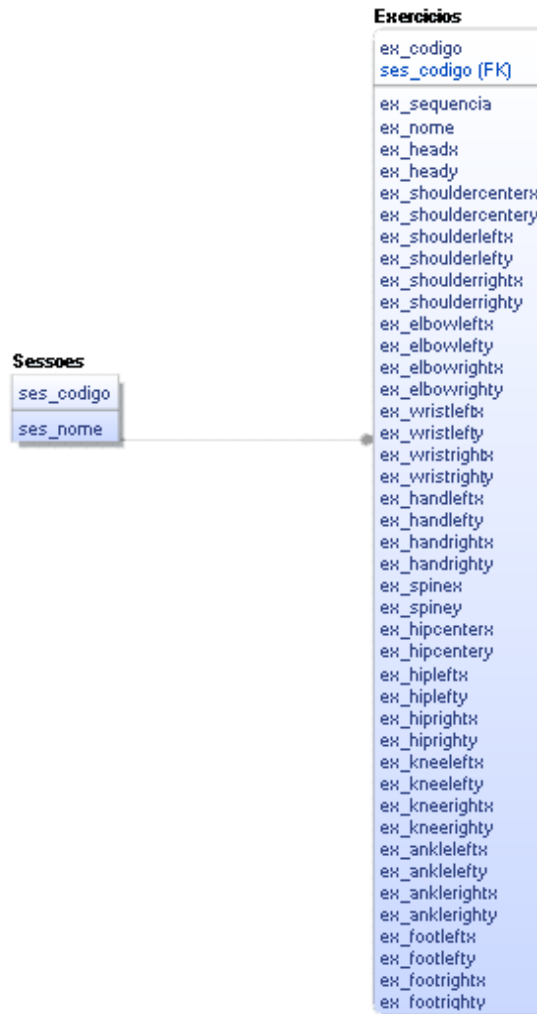 Exercicios
ex_codigo
ses_codigo (FK)
ex_sequencia
ex_nome
ex_headx
ex_heady
ex_shouldercenterx
ex_shouldercentery
ex_shoulderleftx
ex_shoulderlefty
ex_shoulderrightx
ex_shoulderrighty
ex_elbowleftx
ex_elbowlefty
ex_elbowrightx
ex_elbowrighty
ex_wristleftx
ex_wristlefty
ex_wristrightx
ex_wristrighty
ex_handleftx
ex_handlefty
ex_handrightx
ex_handrighty
ex_spinex
ex_spiney
ex_hipcenterx
ex_hipcentery
ex_hipleftx
ex_hiplefty
ex_hiprightx
ex_hiprighty
ex_kneeleftx
ex_kneelefty
ex_kneerightx
ex_kneerighty
ex_ankleleftx
ex_anklelefty
ex_anklerightx
ex_anklerighty
ex_footleftx
ex_footlefty
ex_footrightx
ex_footrighty
Sessoes
ses_codigo
ses_nome